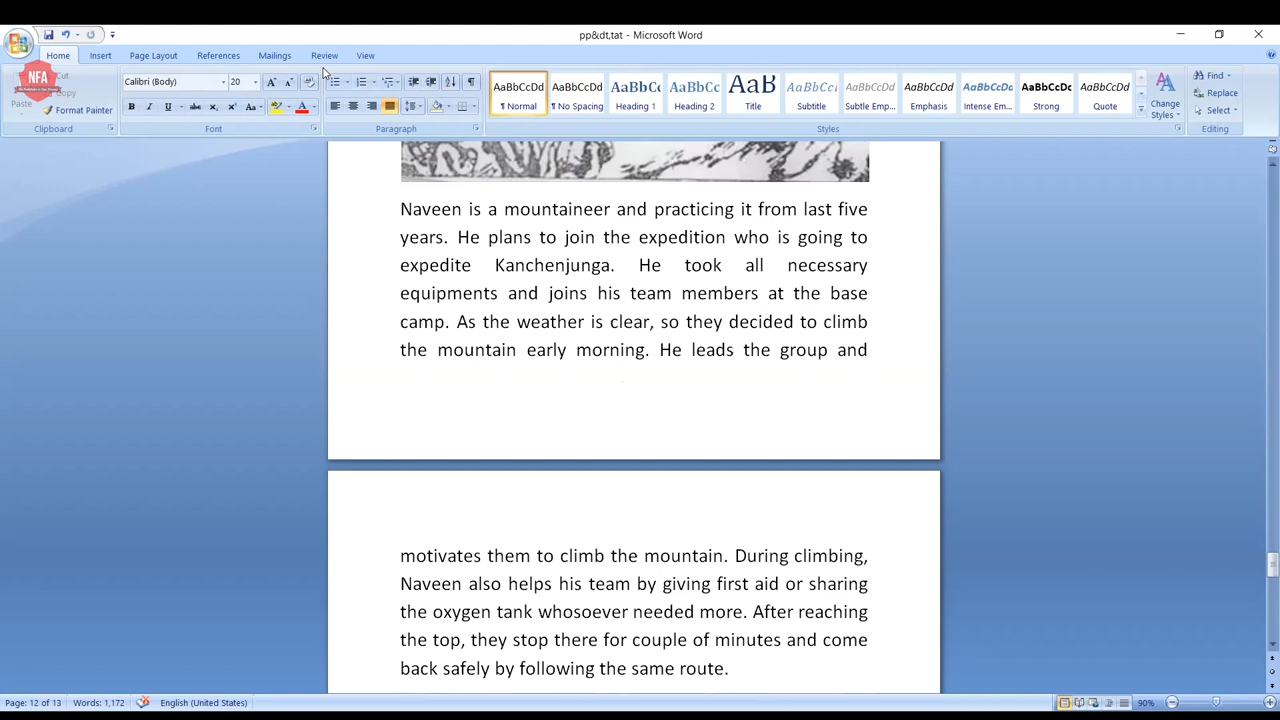 pp&dt,tat - Microsoft Word
Home Insert Page Layout References Mailings Review View
NFA
Cut
Copy
Paste
Format Painter
Calibri (Body) 20
AaBbCcDd AaBbCcDd AaBbCc AaBbCc AaB AaBbCcDd AaBbCcDd AaBbCcDd AaBbCcDd AaBbCcDd AaBbCcDd
¶ Normal ¶ No Spacing Heading 1 Heading 2 Title Subtitle Subtle Emp... Emphasis Intense Em... Strong Quote
Change Styles
Find
Replace
Select
Clipboard Font Paragraph Styles Editing
Naveen is a mountaineer and practicing it from last five
years. He plans to join the expedition who is going to
expedite Kanchenjunga. He took all necessary
equipments and joins his team members at the base
camp. As the weather is clear, so they decided to climb
the mountain early morning. He leads the group and
motivates them to climb the mountain. During climbing,
Naveen also helps his team by giving first aid or sharing
the oxygen tank whosoever needed more. After reaching
the top, they stop there for couple of minutes and come
back safely by following the same route.
Page: 12 of 13 Words: 1,172 English (United States) 90%